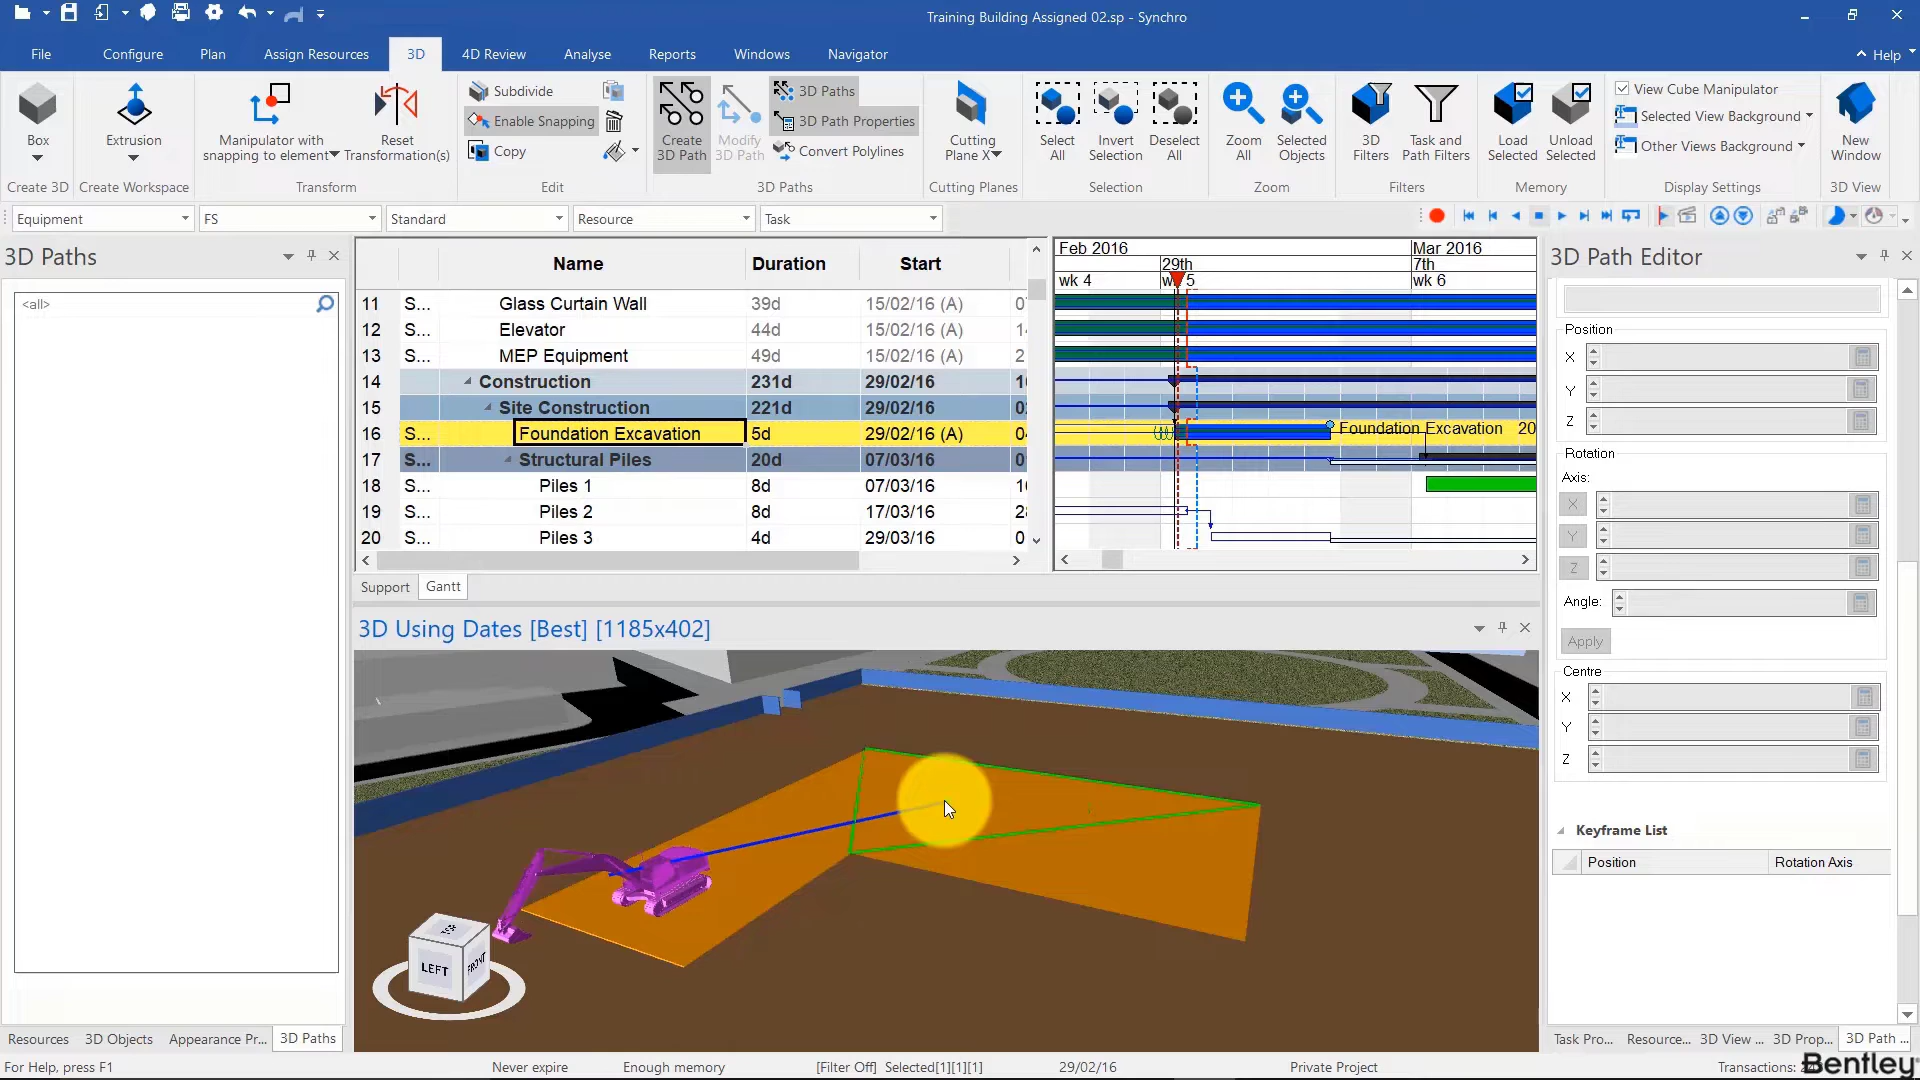 Training Building Assigned 02.sp - Synchro
File Configure Plan Assign Resources 3D 4D Review Analyse Reports Windows Navigator Help
Box
Create 3D
Extrusion
Create Workspace
Manipulator with snapping to element
Reset Transformation(s)
Transform
Subdivide
Enable Snapping
Copy
Edit
Create 3D Path
Modify 3D Path
3D Paths
3D Path Properties
Convert Polylines
3D Paths
Cutting Plane X
Cutting Planes
Select All
Invert Selection
Deselect All
Selection
Zoom All
Selected Objects
Zoom
3D Filters
Task and Path Filters
Filters
Load Selected
Unload Selected
Memory
View Cube Manipulator
Selected View Background
Other Views Background
Display Settings
New Window
3D View
Equipment FS Standard Resource Task
3D Paths
<all>
Name Duration Start
11 S... Glass Curtain Wall 39d 15/02/16 (A)
12 S... Elevator 44d 15/02/16 (A)
13 S... MEP Equipment 49d 15/02/16 (A)
14 Construction 231d 29/02/16
15 Site Construction 221d 29/02/16
16 S... Foundation Excavation 5d 29/02/16 (A)
17 S... Structural Piles 20d 07/03/16
18 S... Piles 1 8d 07/03/16
19 S... Piles 2 8d 17/03/16
20 S... Piles 3 4d 29/03/16
Feb 2016 Mar 2016
29th 7th
wk 4 wk 5 wk 6
Foundation Excavation 20
Support Gantt
3D Using Dates [Best] [1185x402]
TOP
LEFT
FRONT
3D Path Editor
Position
X
Y
Z
Rotation
Axis:
X
Y
Z
Angle:
Apply
Centre
X
Y
Z
Keyframe List
Position Rotation Axis
Resources 3D Objects Appearance Pr... 3D Paths
Task Pro... Resource... 3D View ... 3D Prop... 3D Path ...
For Help, press F1 Never expire Enough memory [Filter Off] Selected[1][1][1] 29/02/16 Private Project Transactions:
Bentley